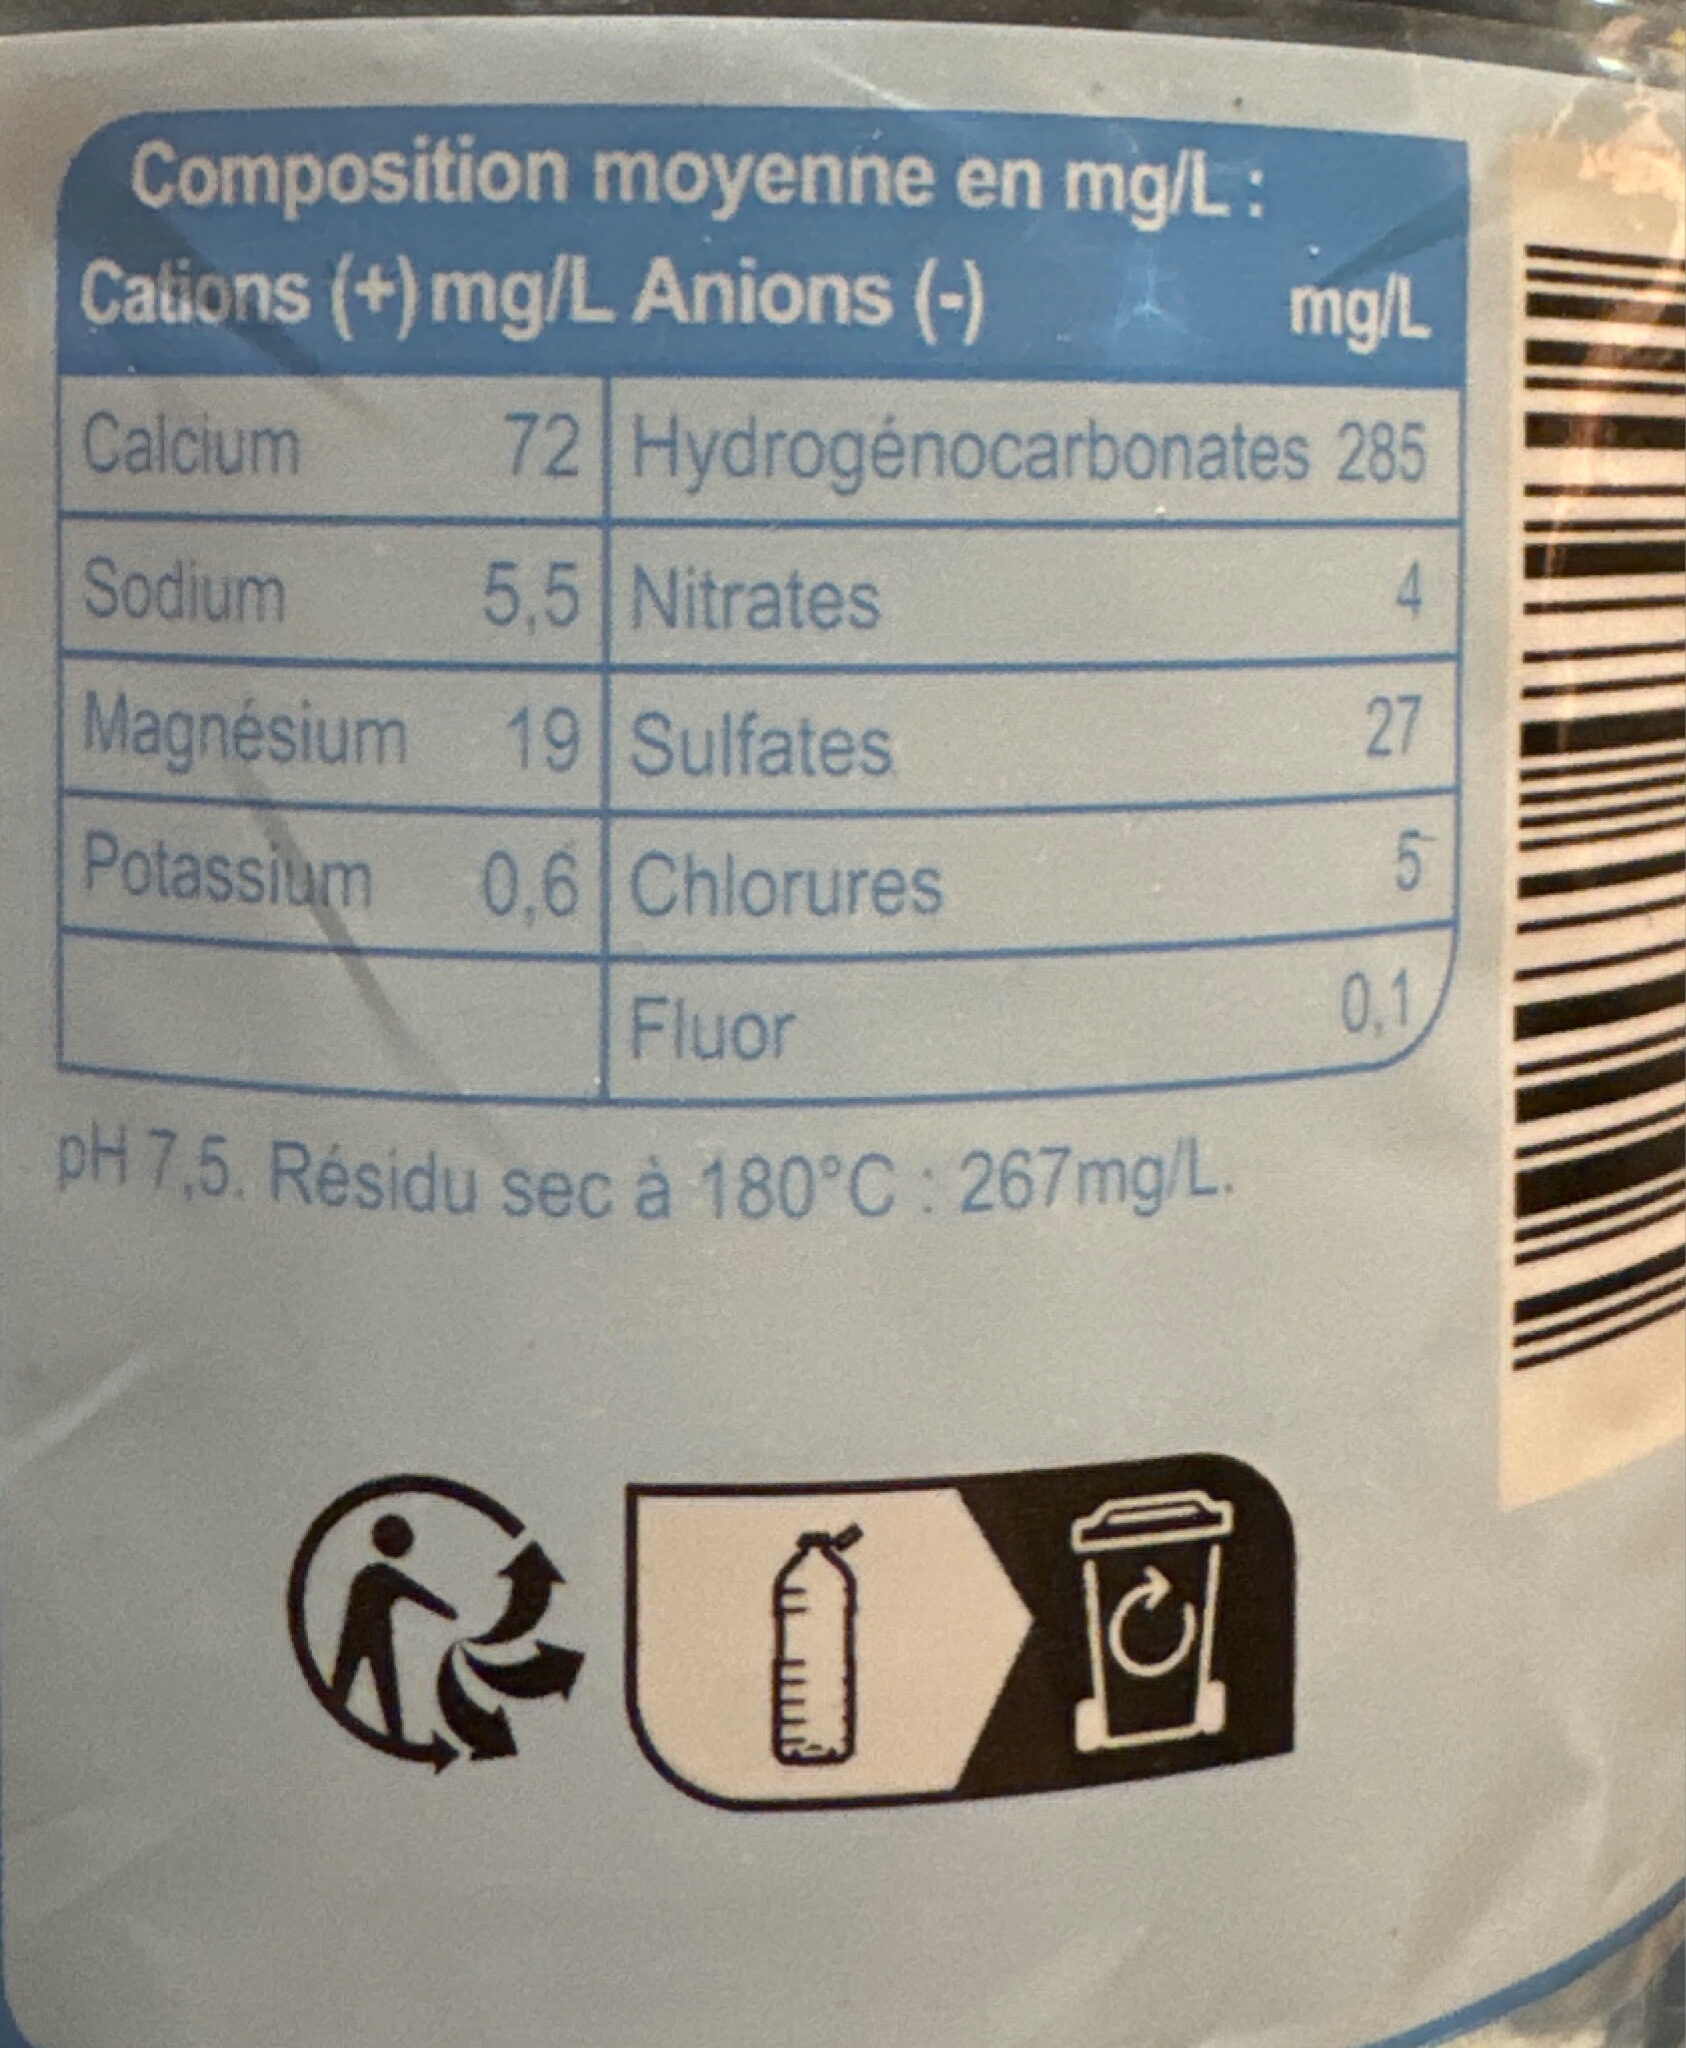 Composition moyenne en mg/L :
Cations (+) mg/L Anions (-) mg/L
Calcium 72 Hydrogénocarbonates 285
Sodium 5,5 Nitrates 4
Magnésium 19 Sulfates 27
Potassium 0,6 Chlorures 5
Fluor 0,1
pH 7,5. Résidu sec à 180°C : 267mg/L.